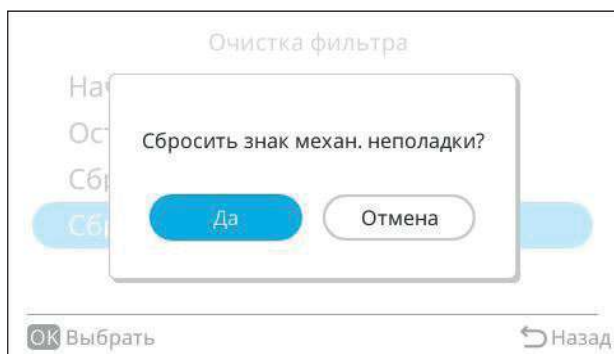 Очистка фильтра
Сбросить знак механ. неполадки?
Да
Отмена
OK Выбрать
Назад